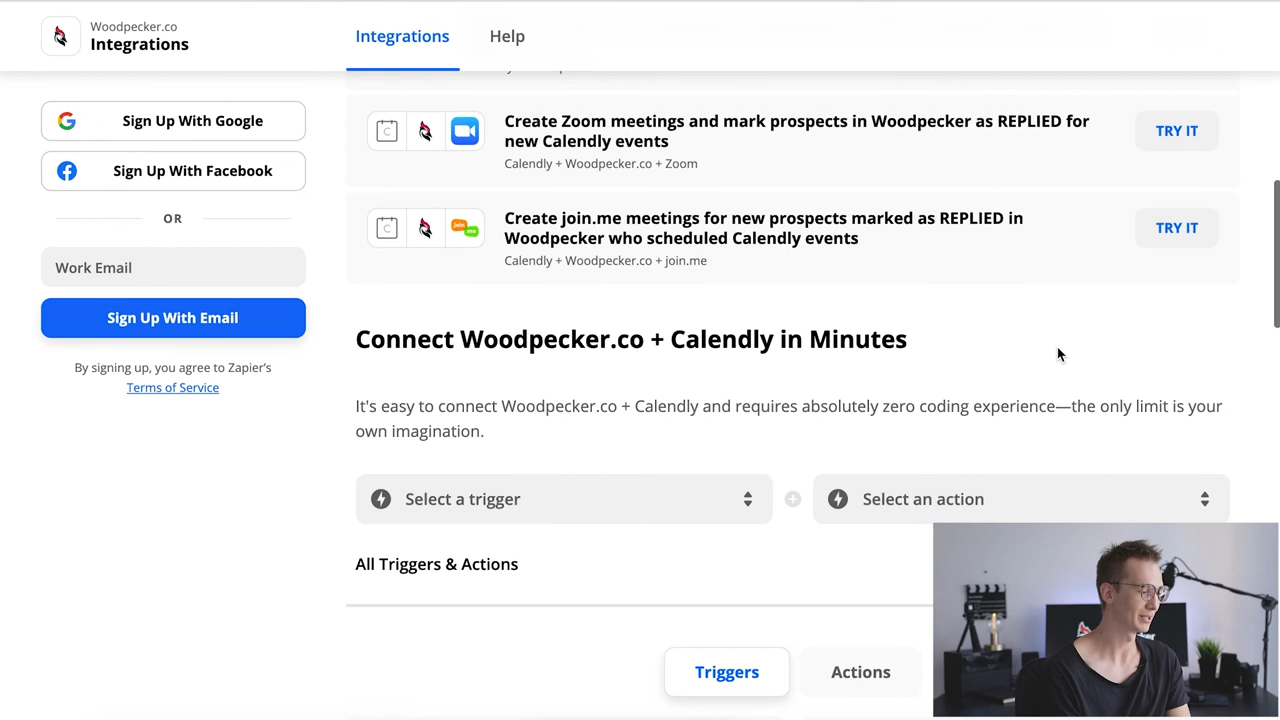 Woodpecker.co
Integrations
Integrations
Help
Sign Up With Google
Sign Up With Facebook
OR
Work Email
Sign Up With Email
By signing up, you agree to Zapier's
Terms of Service
Create Zoom meetings and mark prospects in Woodpecker as REPLIED for
new Calendly events
Calendly + Woodpecker.co + Zoom
TRY IT
Create join.me meetings for new prospects marked as REPLIED in
Woodpecker who scheduled Calendly events
Calendly + Woodpecker.co + join.me
TRY IT
Connect Woodpecker.co + Calendly in Minutes
It's easy to connect Woodpecker.co + Calendly and requires absolutely zero coding experience—the only limit is your
own imagination.
Select a trigger
Select an action
All Triggers & Actions
Triggers
Actions